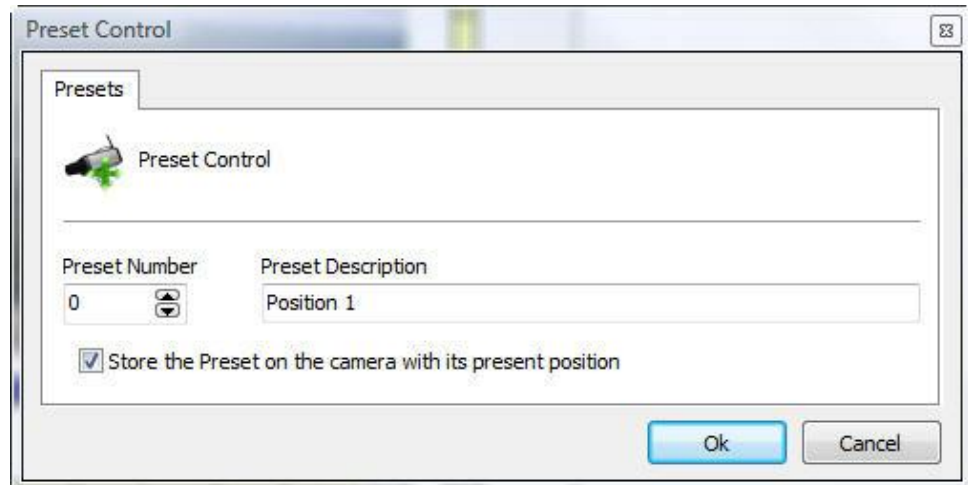 Preset Control
Presets
Preset Control
Preset Number Preset Description
0 Position 1
Store the Preset on the camera with its present position
Ok Cancel